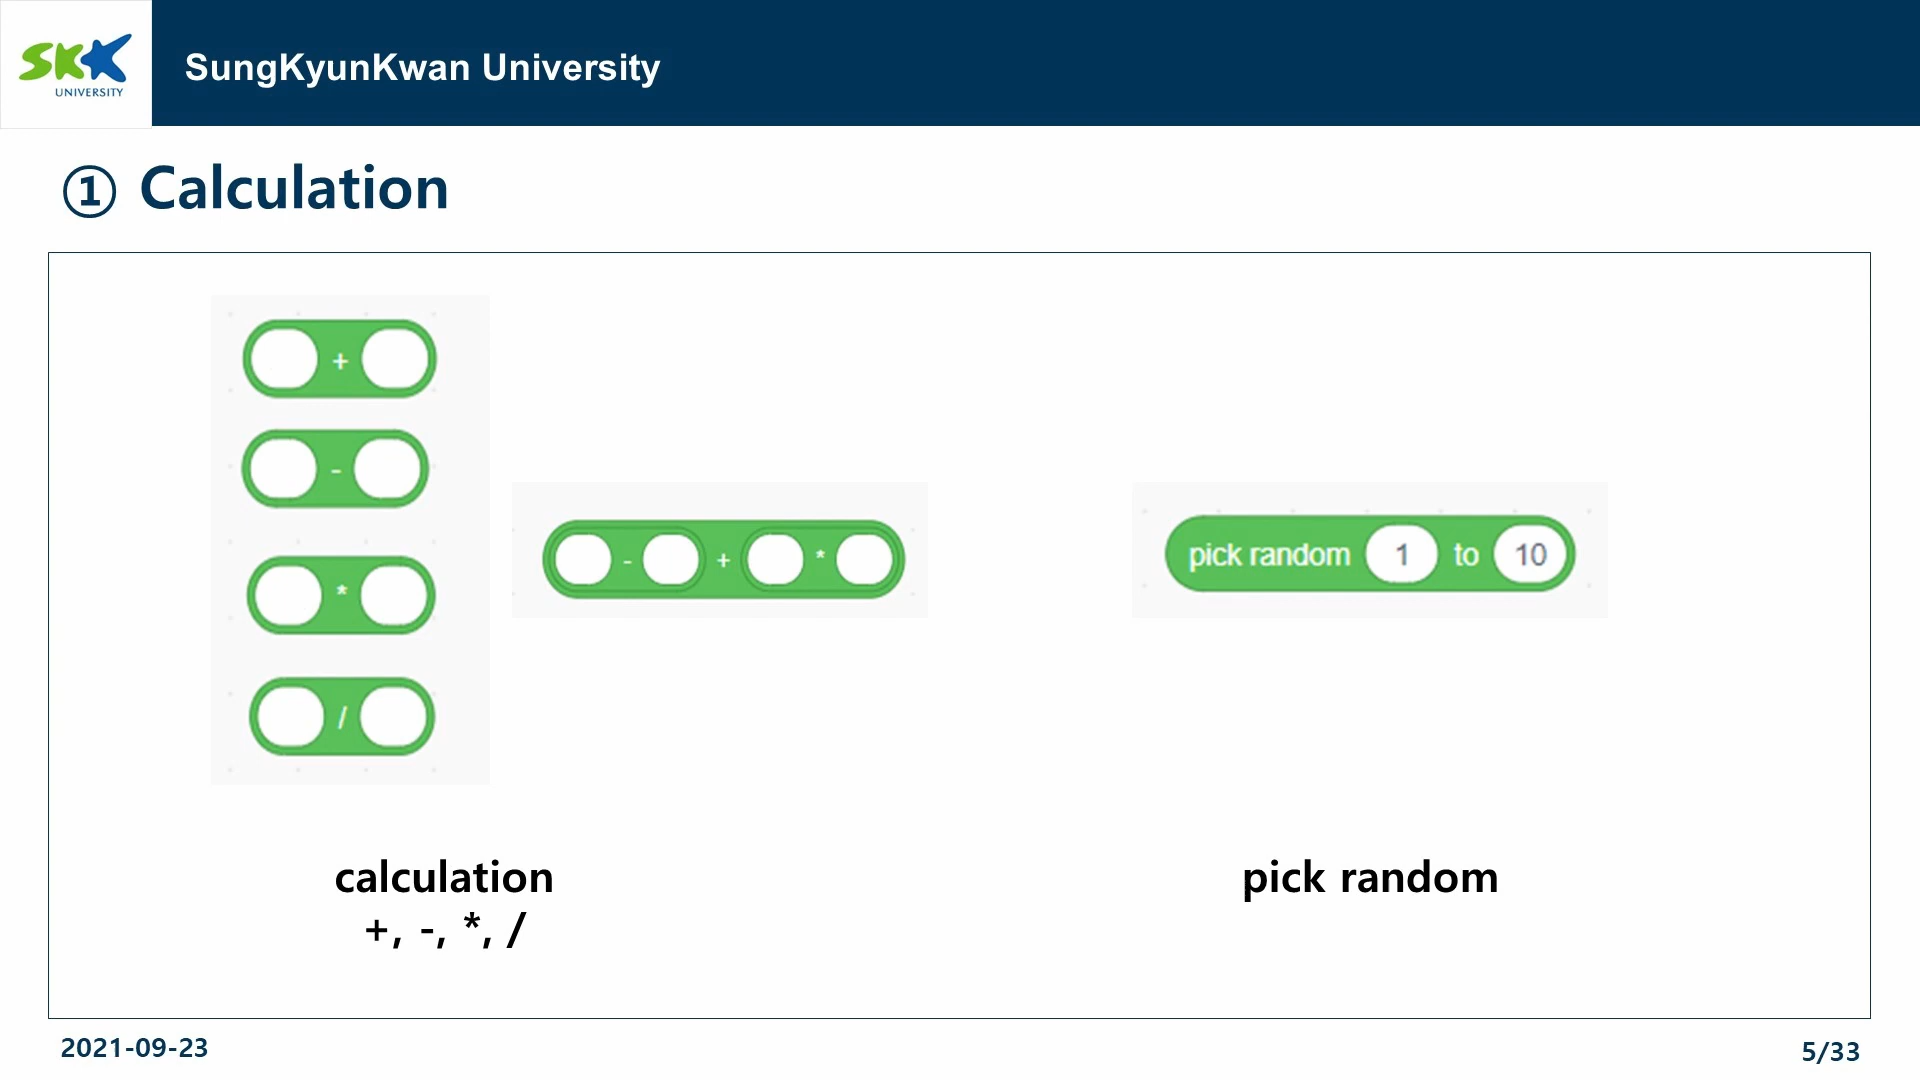 SKK
UNIVERSITY
SungKyunKwan University
① Calculation
+
-
*
/
- + *
pick random 1 to 10
calculation
+, -, *, /
pick random
2021-09-23
5/33